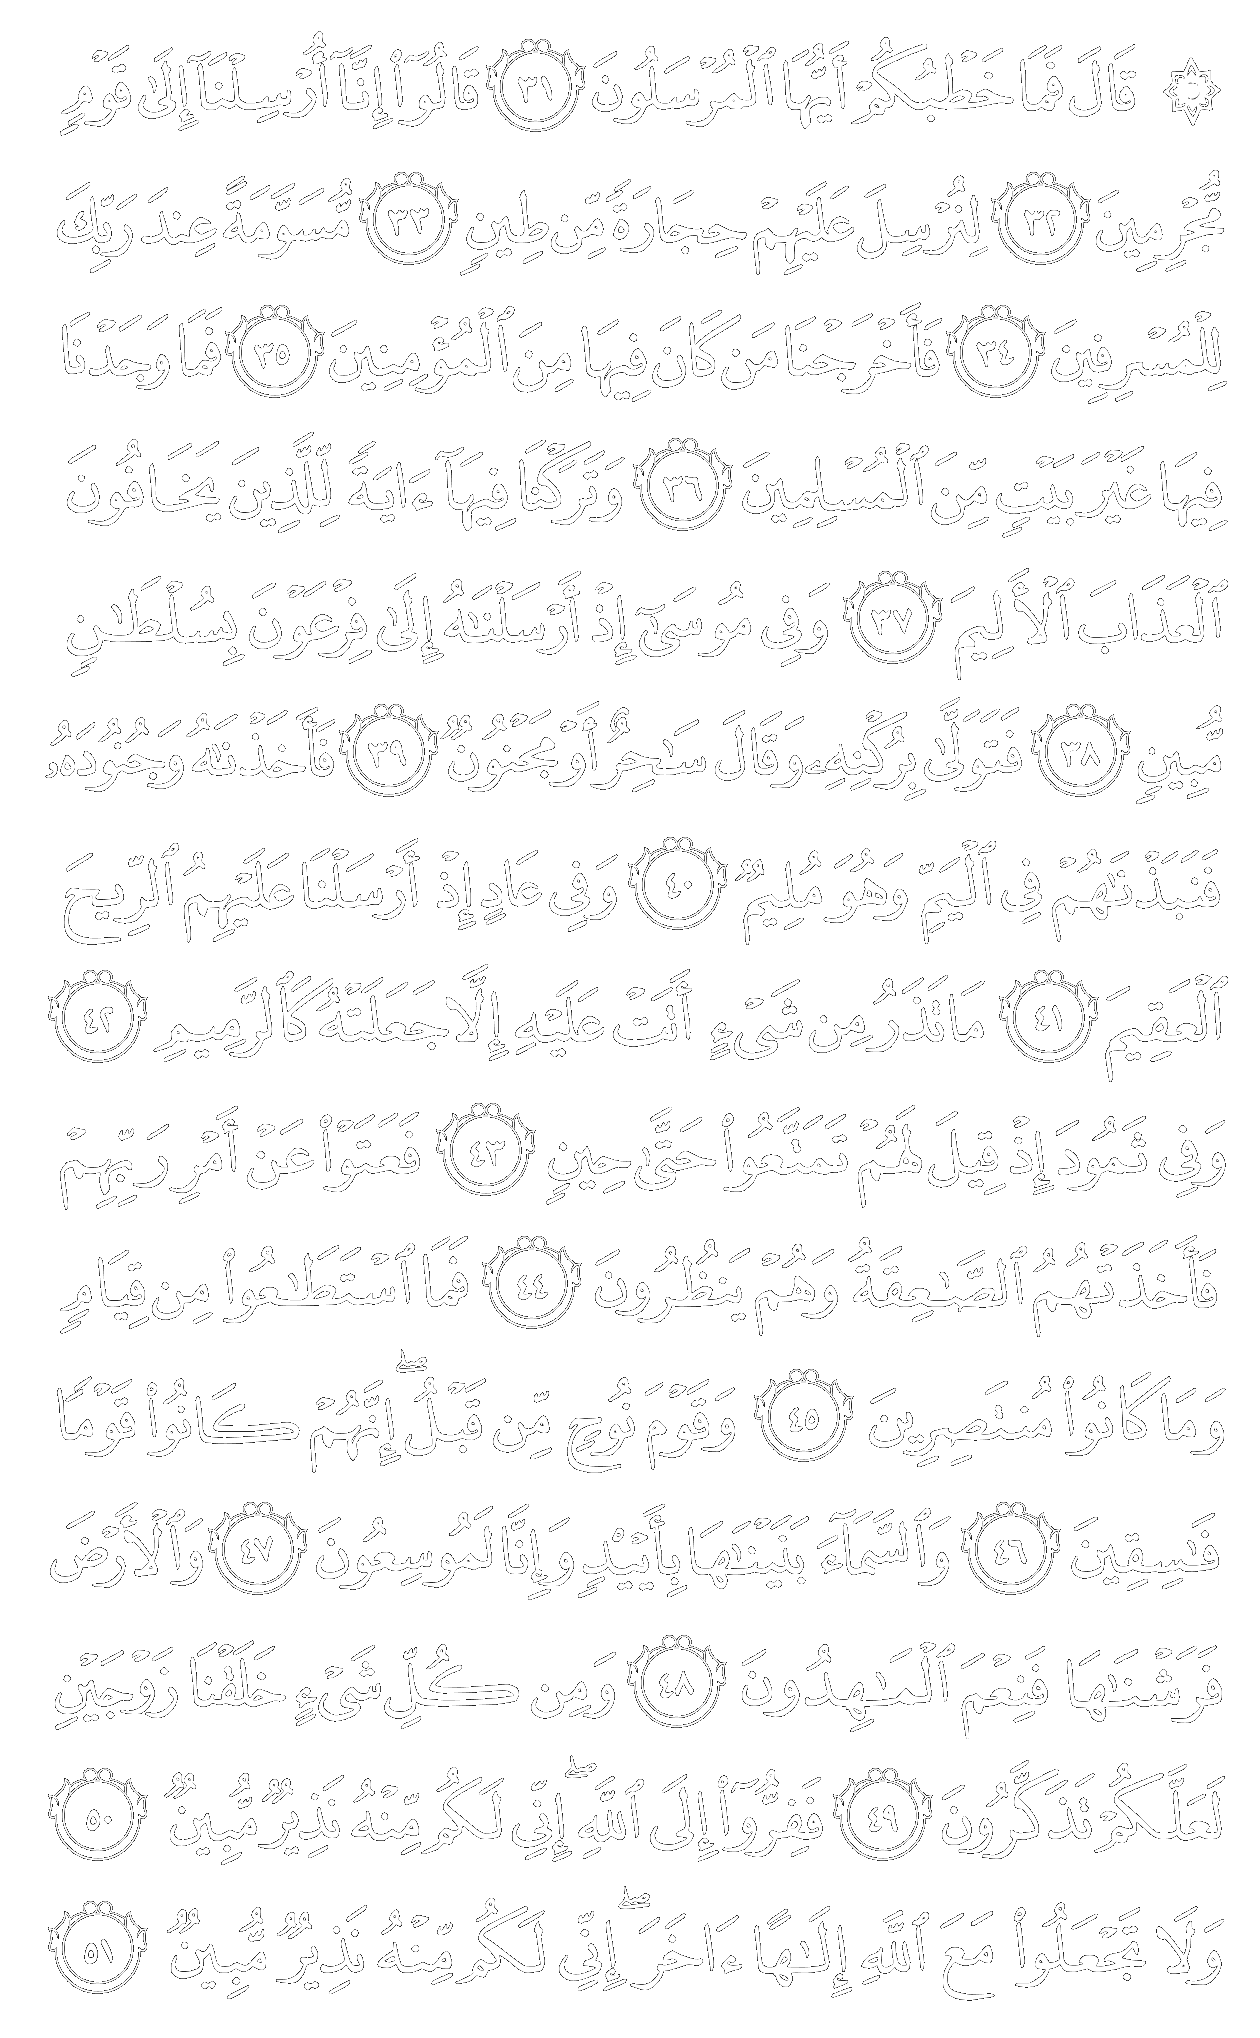 ۞ قَالَ فَمَا خَطْبُكُمْ أَيُّهَا ٱلْمُرْسَلُونَ ٣١ قَالُوٓا۟ إِنَّآ أُرْسِلْنَآ إِلَىٰ قَوْمٍ
مُّجْرِمِينَ ٣٢ لِنُرْسِلَ عَلَيْهِمْ حِجَارَةً مِّن طِينٍ ٣٣ مُّسَوَّمَةً عِندَ رَبِّكَ
لِلْمُسْرِفِينَ ٣٤ فَأَخْرَجْنَا مَن كَانَ فِيهَا مِنَ ٱلْمُؤْمِنِينَ ٣٥ فَمَا وَجَدْنَا
فِيهَا غَيْرَ بَيْتٍ مِّنَ ٱلْمُسْلِمِينَ ٣٦ وَتَرَكْنَا فِيهَآ ءَايَةً لِّلَّذِينَ يَخَافُونَ
ٱلْعَذَابَ ٱلْأَلِيمَ ٣٧ وَفِى مُوسَىٰٓ إِذْ أَرْسَلْنَـٰهُ إِلَىٰ فِرْعَوْنَ بِسُلْطَـٰنٍ
مُّبِينٍ ٣٨ فَتَوَلَّىٰ بِرُكْنِهِۦ وَقَالَ سَـٰحِرٌ أَوْ مَجْنُونٌ ٣٩ فَأَخَذْنَـٰهُ وَجُنُودَهُۥ
فَنَبَذْنَـٰهُمْ فِى ٱلْيَمِّ وَهُوَ مُلِيمٌ ٤٠ وَفِى عَادٍ إِذْ أَرْسَلْنَا عَلَيْهِمُ ٱلرِّيحَ
ٱلْعَقِيمَ ٤١ مَا تَذَرُ مِن شَىْءٍ أَتَتْ عَلَيْهِ إِلَّا جَعَلَتْهُ كَٱلرَّمِيمِ ٤٢
وَفِى ثَمُودَ إِذْ قِيلَ لَهُمْ تَمَتَّعُوا۟ حَتَّىٰ حِينٍ ٤٣ فَعَتَوْا۟ عَنْ أَمْرِ رَبِّهِمْ
فَأَخَذَتْهُمُ ٱلصَّـٰعِقَةُ وَهُمْ يَنظُرُونَ ٤٤ فَمَا ٱسْتَطَـٰعُوا۟ مِن قِيَامٍ
وَمَا كَانُوا۟ مُنتَصِرِينَ ٤٥ وَقَوْمَ نُوحٍ مِّن قَبْلُ ۖ إِنَّهُمْ كَانُوا۟ قَوْمًا
فَـٰسِقِينَ ٤٦ وَٱلسَّمَآءَ بَنَيْنَـٰهَا بِأَيْي۟دٍ وَإِنَّا لَمُوسِعُونَ ٤٧ وَٱلْأَرْضَ
فَرَشْنَـٰهَا فَنِعْمَ ٱلْمَـٰهِدُونَ ٤٨ وَمِن كُلِّ شَىْءٍ خَلَقْنَا زَوْجَيْنِ
لَعَلَّكُمْ تَذَكَّرُونَ ٤٩ فَفِرُّوٓا۟ إِلَى ٱللَّهِ ۖ إِنِّى لَكُم مِّنْهُ نَذِيرٌ مُّبِينٌ ٥٠
وَلَا تَجْعَلُوا۟ مَعَ ٱللَّهِ إِلَـٰهًا ءَاخَرَ ۖ إِنِّى لَكُم مِّنْهُ نَذِيرٌ مُّبِينٌ ٥١